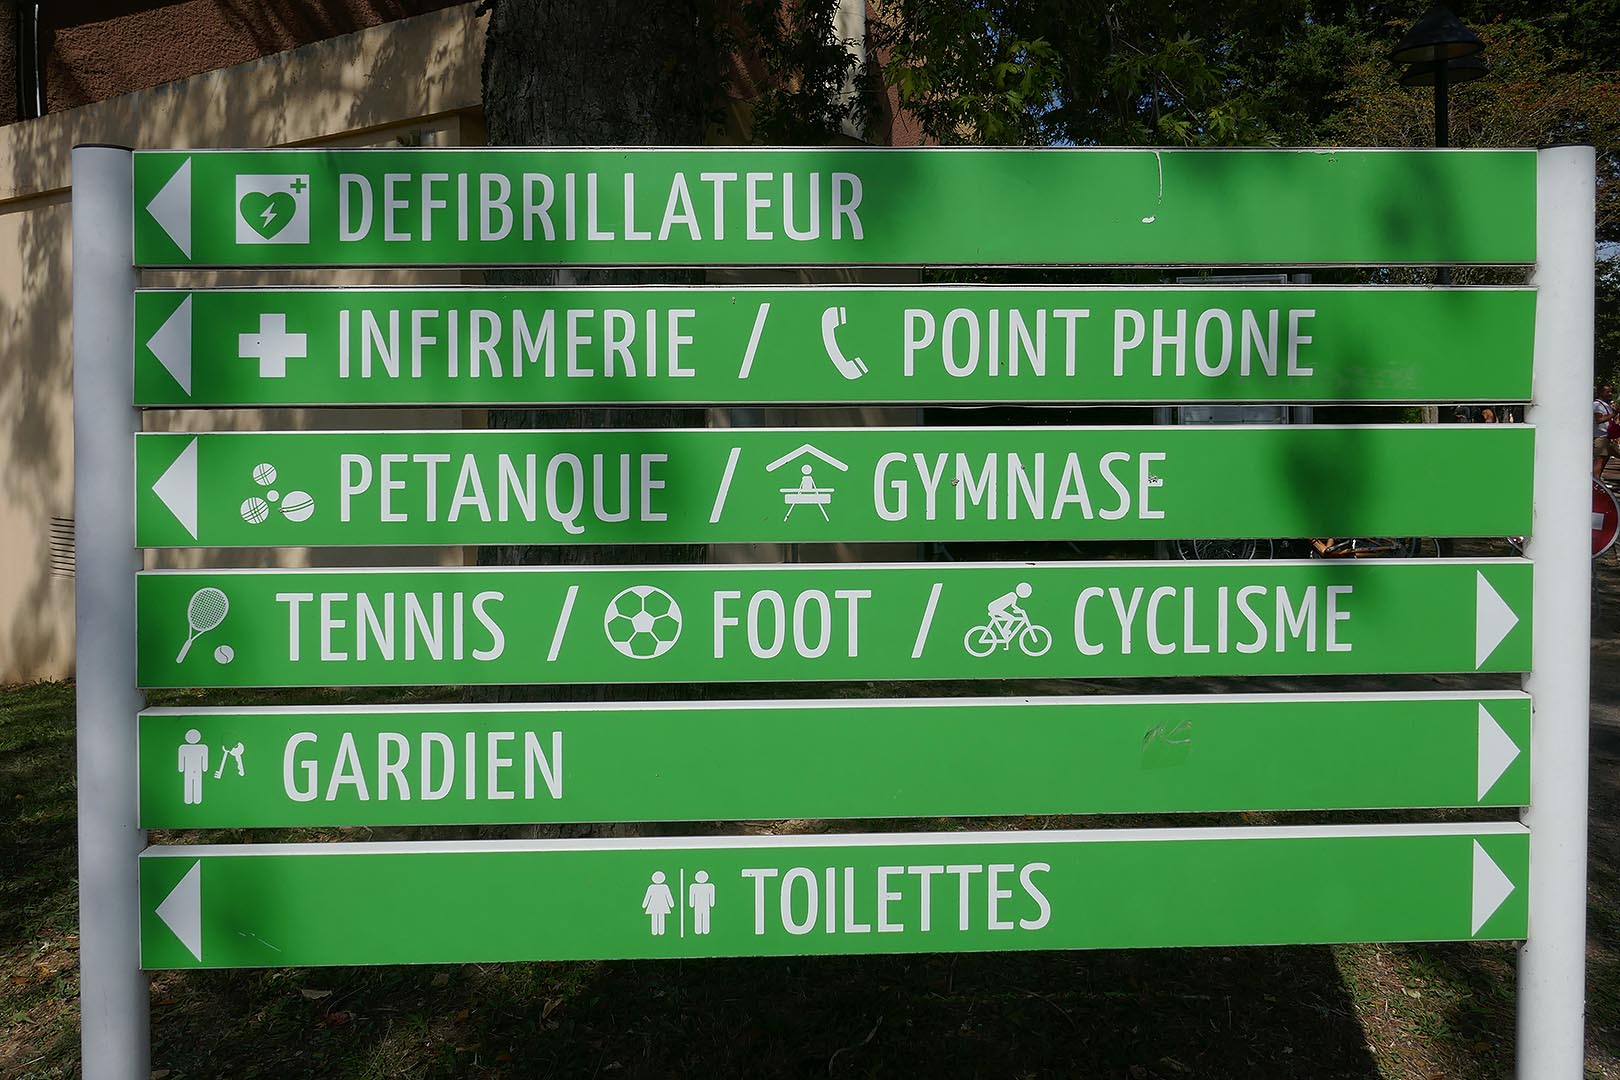 DEFIBRILLATEUR
INFIRMERIE / POINT PHONE
PETANQUE / GYMNASE
TENNIS / FOOT / CYCLISME
GARDIEN
TOILETTES